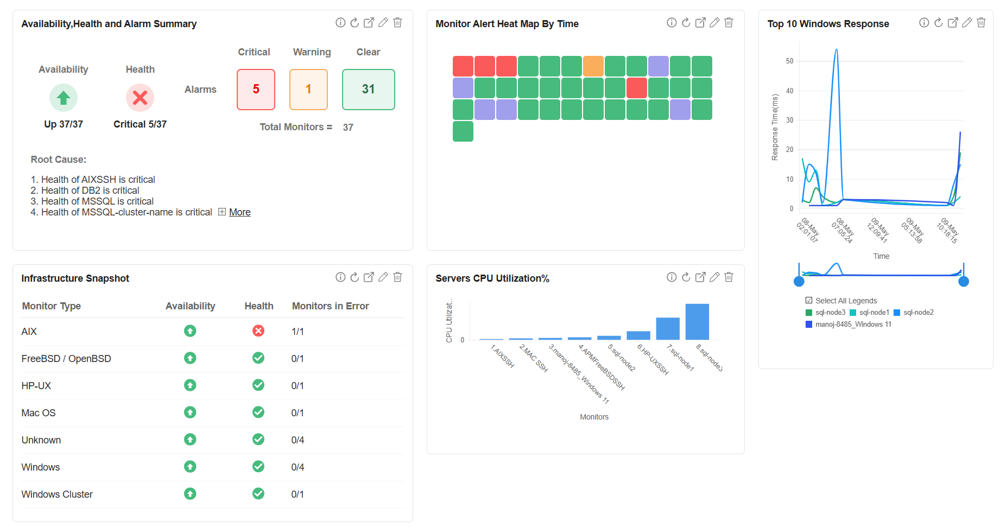 Availability,Health and Alarm Summary
Critical Warning Clear
Availability Health
Alarms 5 1 31
Up 37/37 Critical 5/37
Total Monitors = 37
Root Cause:
1. Health of AIXSSH is critical
2. Health of DB2 is critical
3. Health of MSSQL is critical
4. Health of MSSQL-cluster-name is critical More
Monitor Alert Heat Map By Time
Top 10 Windows Response
Response Time(ms)
50
40
30
20
10
0
08-May 02:01:07
08-May 07:05:24
09-May 12:09:41
09-May 05:13:58
09-May 10:18:15
Time
Select All Legends
sql-node3 sql-node1 sql-node2
manoj-8485_Windows 11
Infrastructure Snapshot
Monitor Type Availability Health Monitors in Error
AIX 1/1
FreeBSD / OpenBSD 0/1
HP-UX 0/1
Mac OS 0/1
Unknown 0/4
Windows 0/4
Windows Cluster 0/1
Servers CPU Utilization%
CPU Utilizat..
0
1.AIXSSH
2.MAC SSH
3.manoj-8485_Windows 11
4.APMFreeBSDSSH
5.sql-node2
6.HP-UXSSH
7.sql-node1
8.sql-node3
Monitors